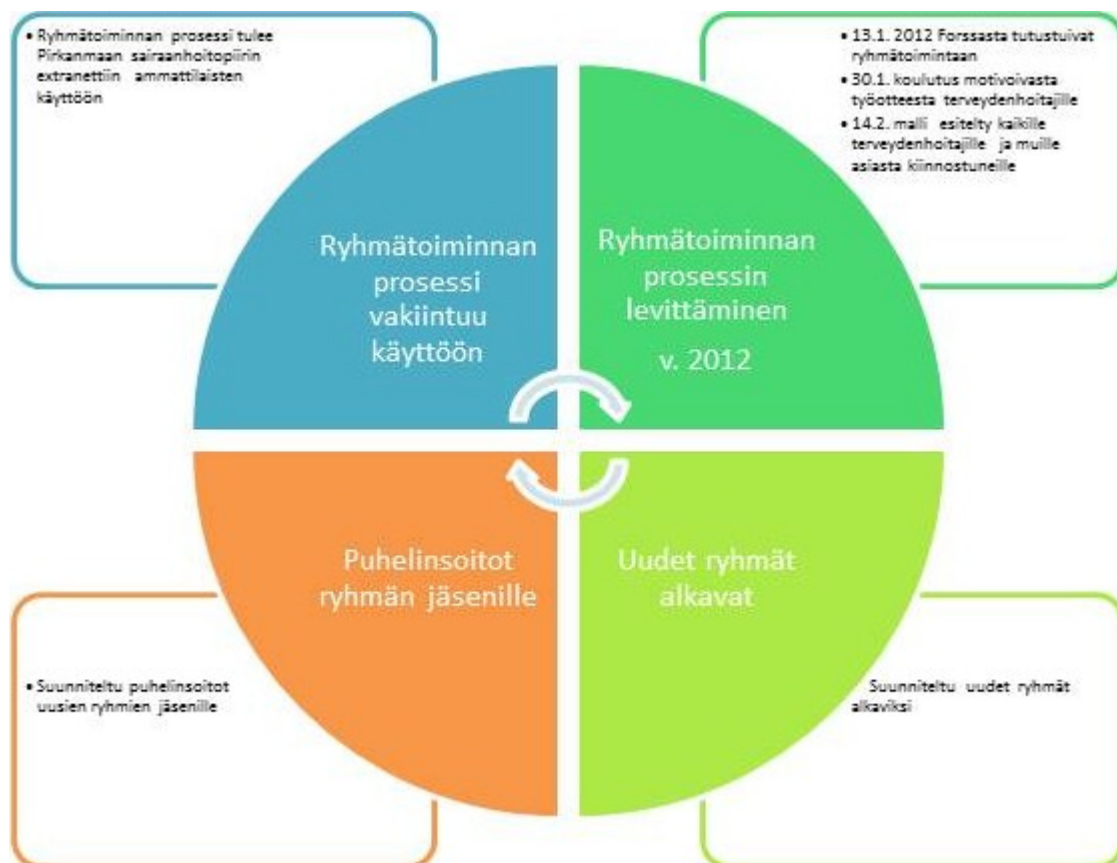 • Ryhmätoiminnan prosessi tulee
Pirkanmaan sairaanhoitopiirin
extranettiin ammattilaisten
käyttöön
• 13.1. 2012 Forssasta tutustuivat
ryhmätoimintaan
• 30.1. koulutus motivoivasta
työotteesta terveydenhoitajille
• 14.2. malli esitelty kaikille
terveydenhoitajille ja muille
asiasta kiinnostuneille
Ryhmätoiminnan
prosessi
vakiintuu
käyttöön
Ryhmätoiminnan
prosessin
levittäminen
v. 2012
Puhelinsoitot
ryhmän jäsenille
Uudet ryhmät
alkavat
• Suunniteltu puhelinsoitot
uusien ryhmien jäsenille
Suunniteltu uudet ryhmät
alkaviksi